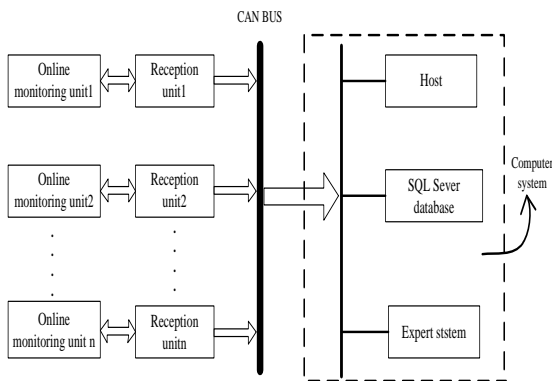 CAN BUS
Online
monitoring unit1
Reception
unit1
Host
Online
monitoring unit2
Reception
unit2
SQL Sever
database
Computer
system
Online
monitoring unit n
Reception
unitn
Expert ststem